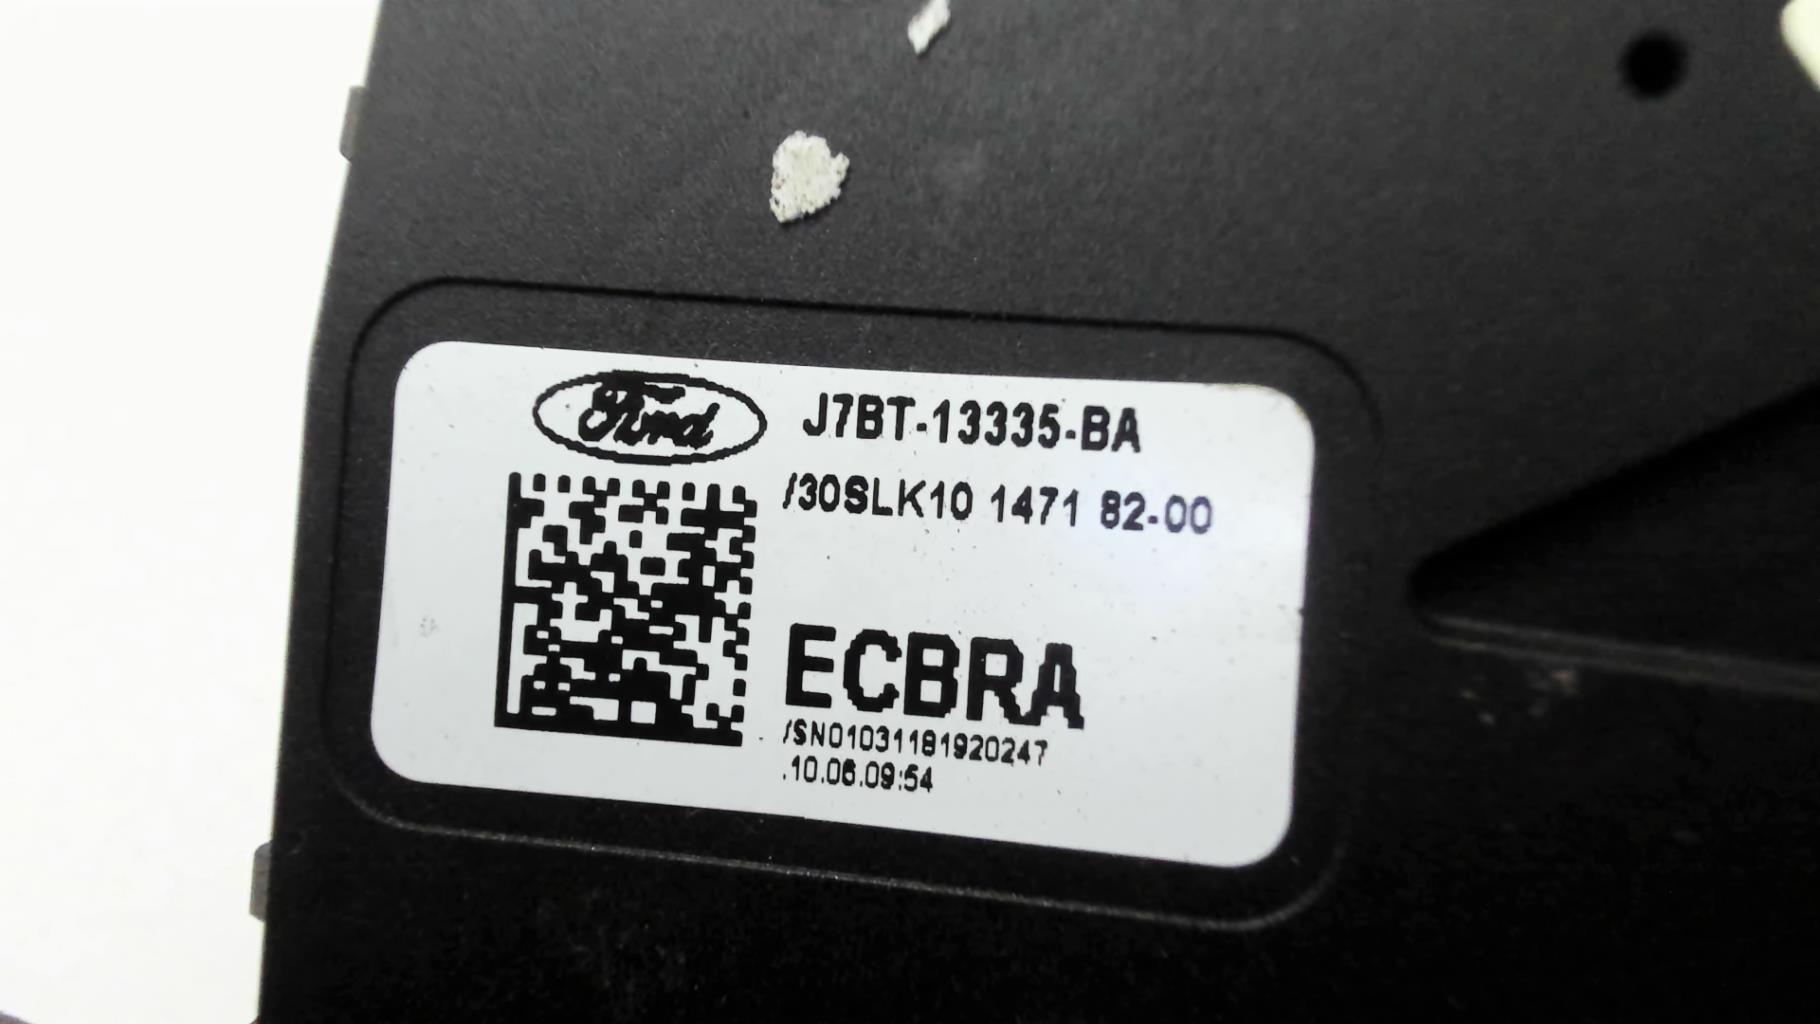 Ford
J7BT-13335-BA
/30SLK10 1471 82-00
ECBRA
/SN01031181920247
.10.06.09:54